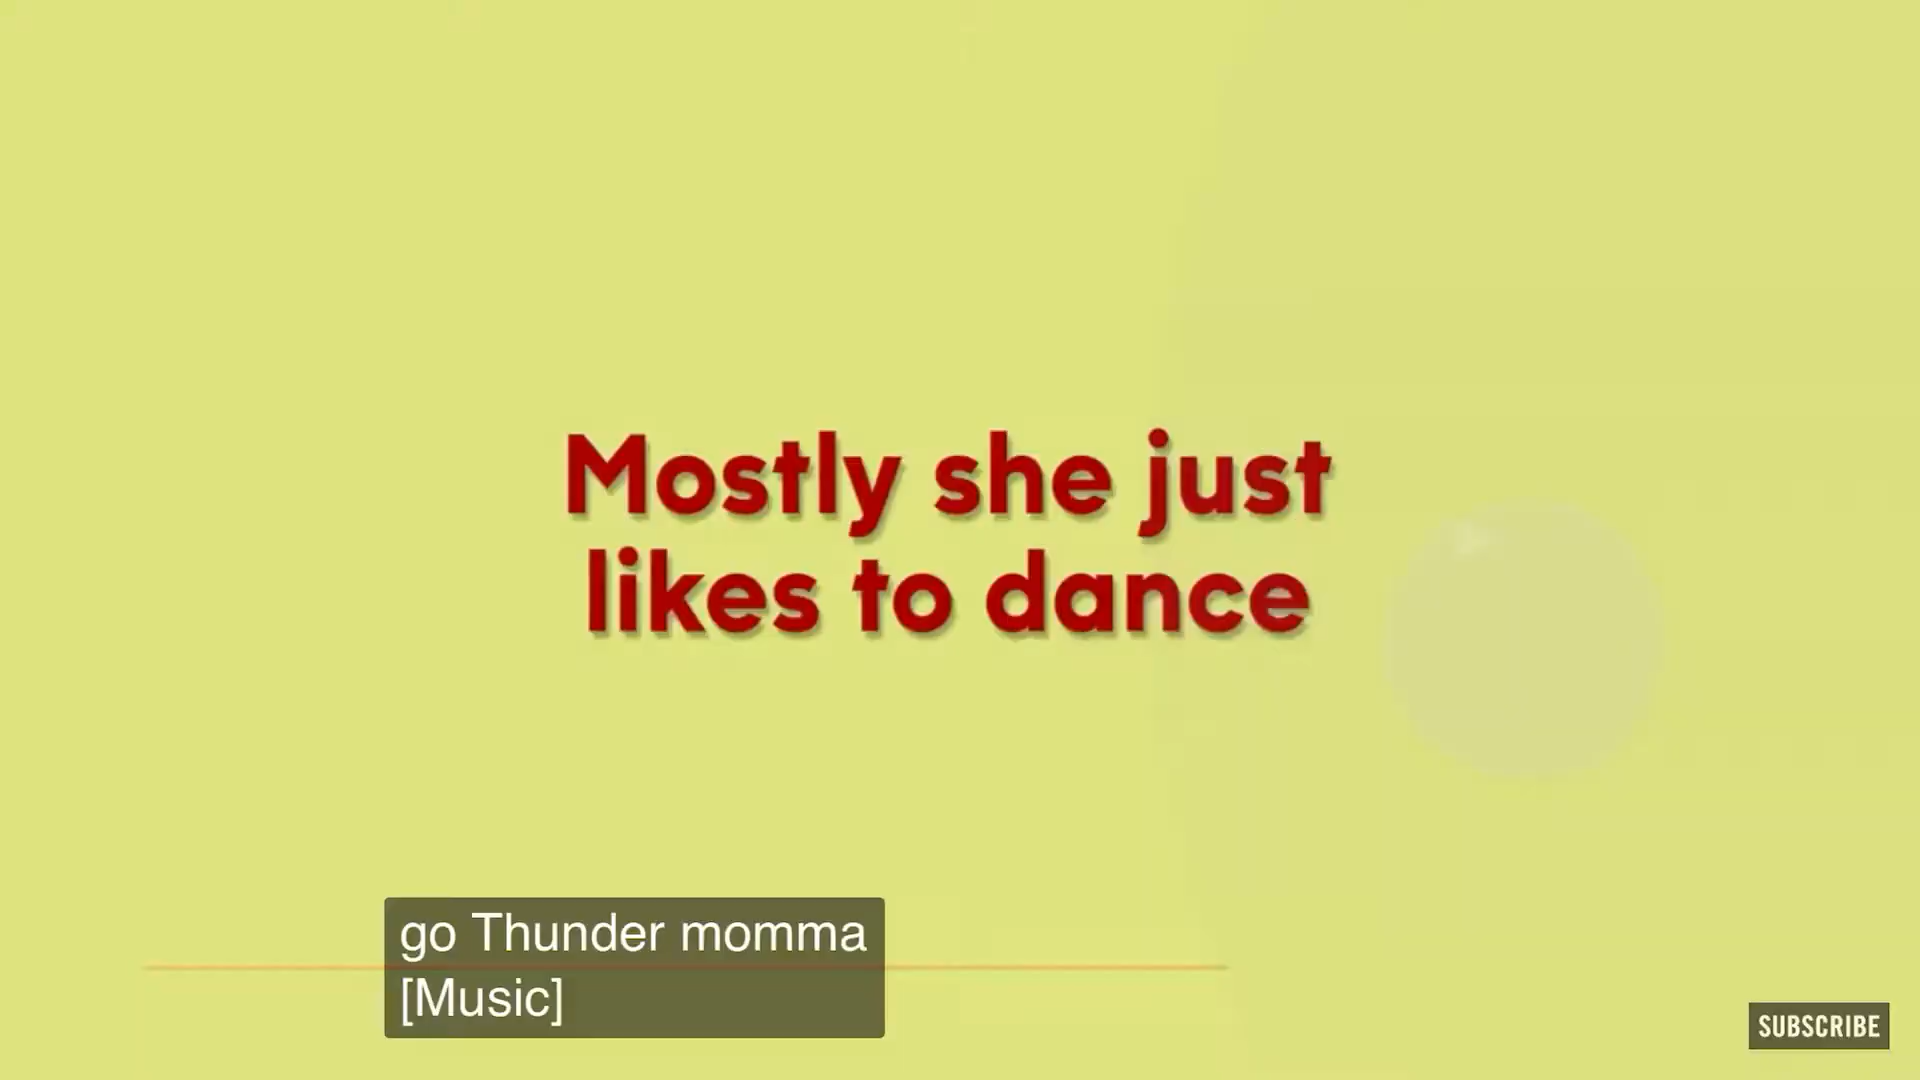 Mostly she just
likes to dance
go Thunder momma
[Music]
SUBSCRIBE